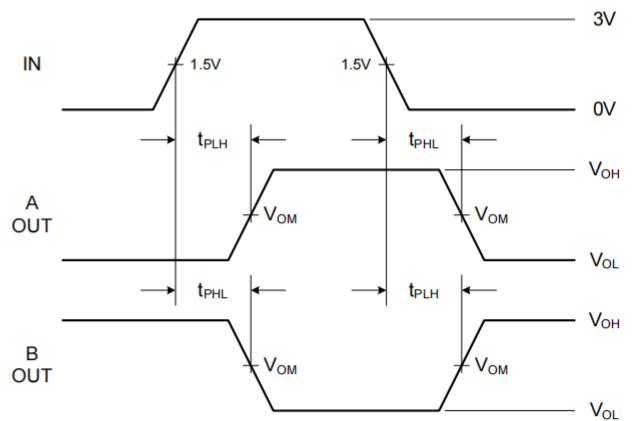 3V
IN
1.5V
1.5V
0V
tPLH
tPHL
VOH
A
OUT
VOM
VOM
VOL
tPHL
tPLH
VOH
B
OUT
VOM
VOM
VOL